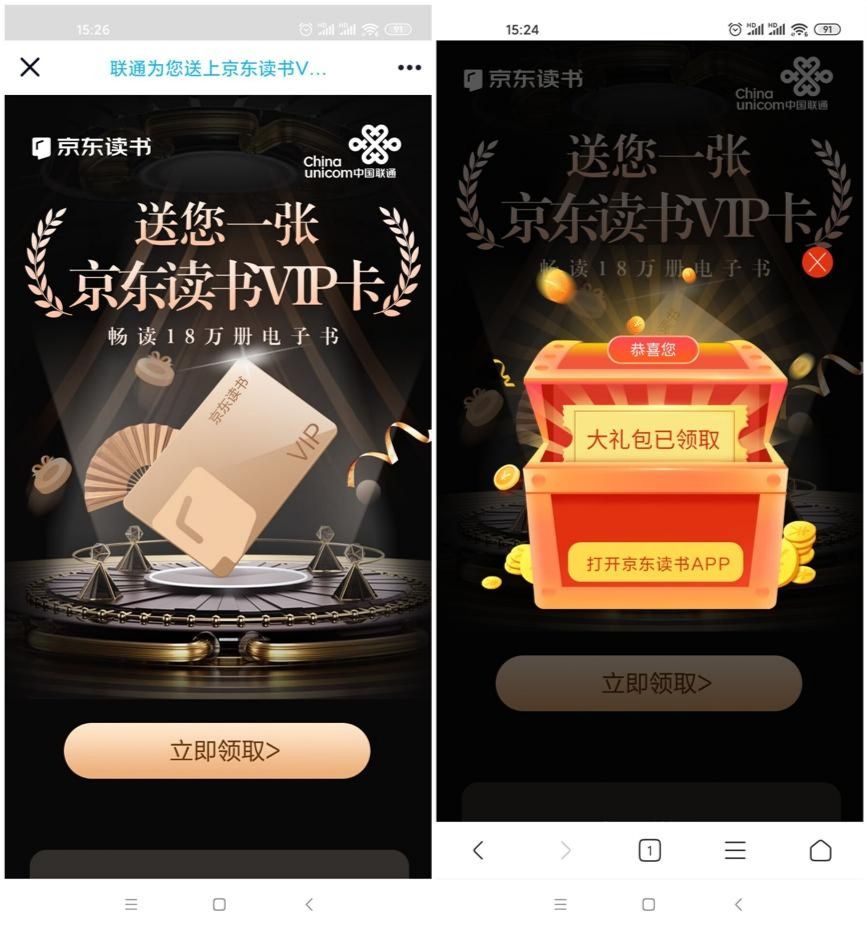 15:26
HD
HD
91
联通为您送上京东读书V...
京东读书
China
unicom中国联通
送您一张
京东读书VIP卡
畅读18万册电子书
京东读书
VIP
立即领取>
15:24
HD
HD
91
京东读书
China
unicom中国联通
送您一张
京东读书VIP卡
畅读18万册电子书
恭喜您
大礼包已领取
打开京东读书APP
立即领取>
1